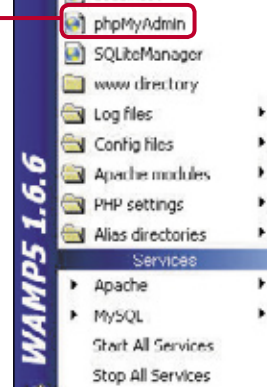 phpMyAdmin
SQLiteManager
www directory
Log files
Config files
Apache modules
PHP settings
Alias directories
Services
Apache
MySQL
Start All Services
Stop All Services
WAMP5 1.6.6